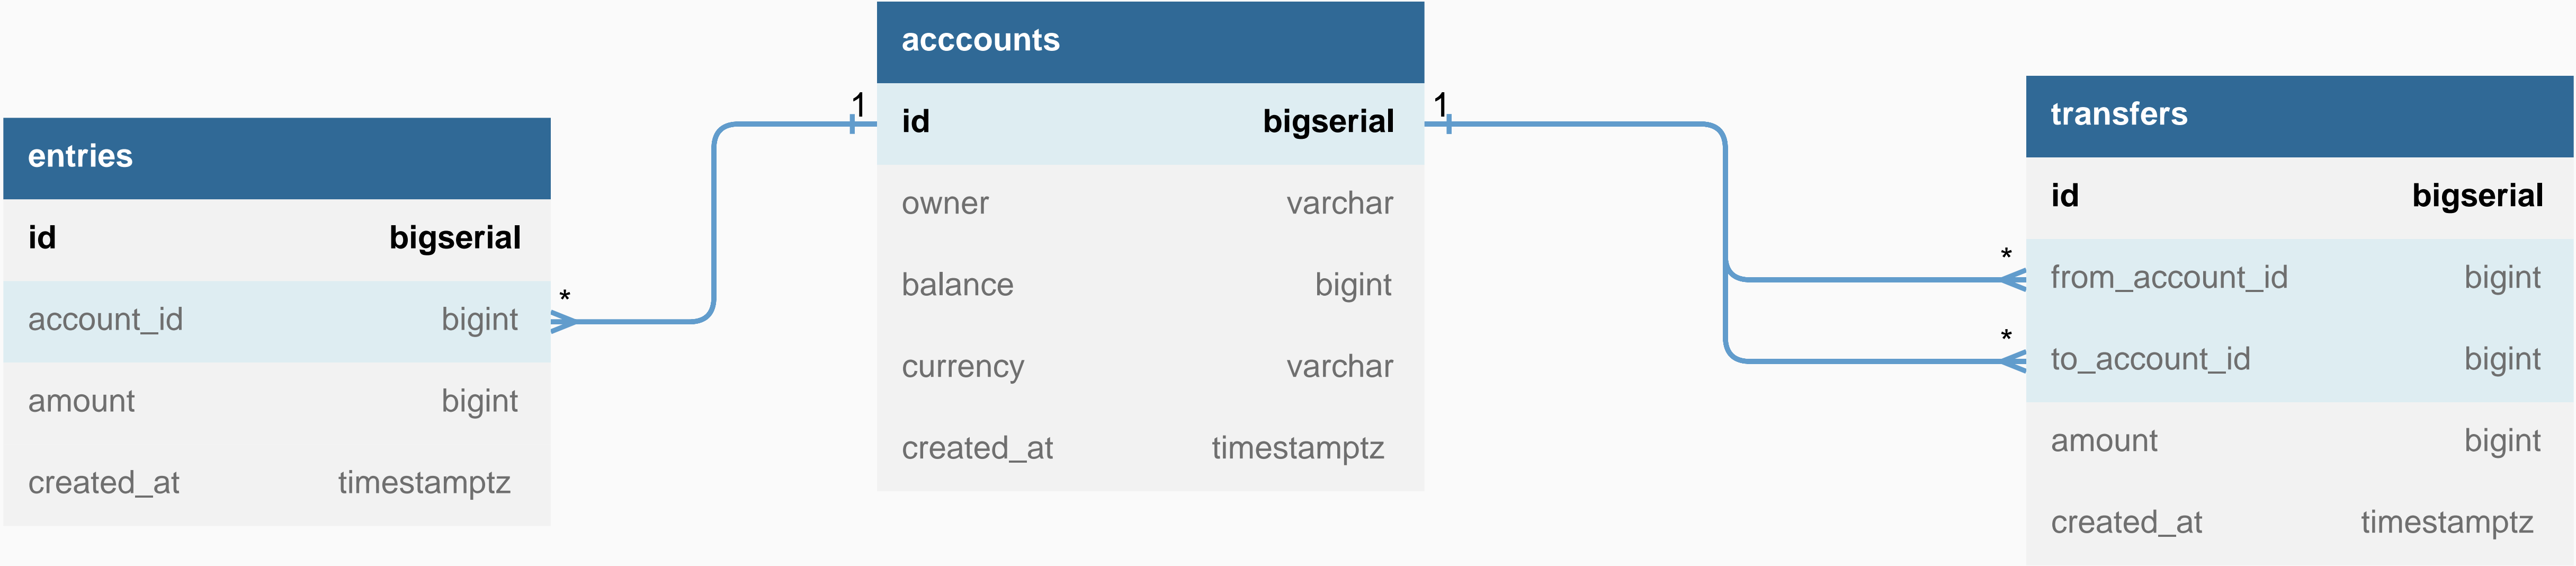 entries
id bigserial
account_id bigint
amount bigint
created_at timestamptz
*
1
acccounts
id bigserial
owner varchar
balance bigint
currency varchar
created_at timestamptz
1
*
*
transfers
id bigserial
from_account_id bigint
to_account_id bigint
amount bigint
created_at timestamptz